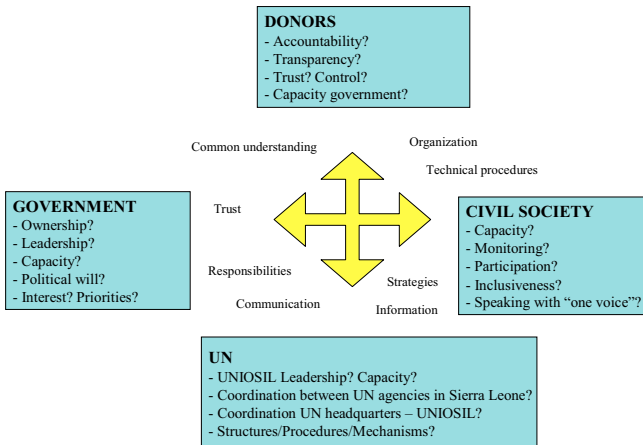 DONORS
- Accountability?
- Transparency?
- Trust? Control?
- Capacity government?
Common understanding
Organization
Technical procedures
GOVERNMENT
- Ownership?
- Leadership?
- Capacity?
- Political will?
- Interest? Priorities?
Trust
CIVIL SOCIETY
- Capacity?
- Monitoring?
- Participation?
- Inclusiveness?
- Speaking with “one voice”?
Responsibilities
Strategies
Communication
Information
UN
- UNIOSIL Leadership? Capacity?
- Coordination between UN agencies in Sierra Leone?
- Coordination UN headquarters – UNIOSIL?
- Structures/Procedures/Mechanisms?